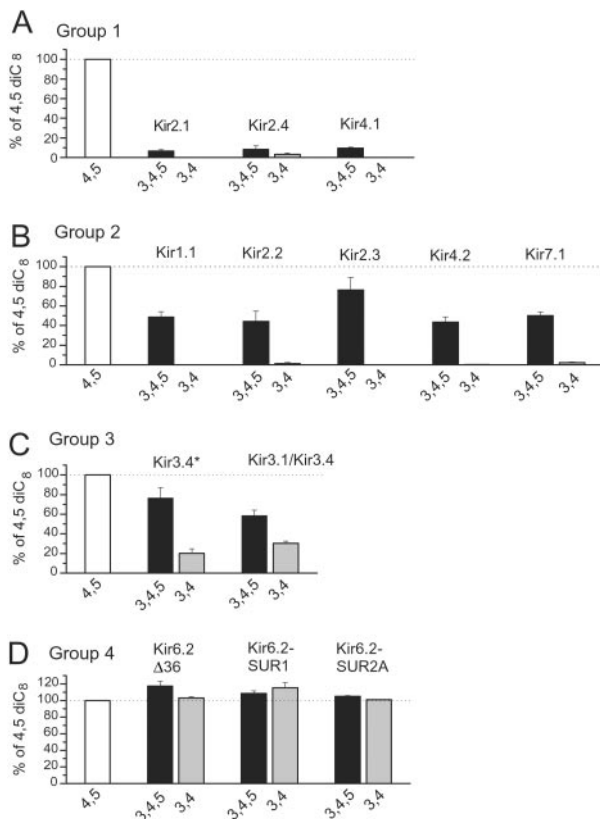 A Group 1
% of 4,5 diC8
100
80
60
40
20
0
Kir2.1 Kir2.4 Kir4.1
4,5 3,4,5 3,4 3,4,5 3,4 3,4,5 3,4
B Group 2
% of 4,5 diC8
100
80
60
40
20
0
Kir1.1 Kir2.2 Kir2.3 Kir4.2 Kir7.1
4,5 3,4,5 3,4 3,4,5 3,4 3,4,5 3,4 3,4,5 3,4 3,4,5 3,4
C Group 3
% of 4,5 diC8
100
80
60
40
20
0
Kir3.4* Kir3.1/Kir3.4
4,5 3,4,5 3,4 3,4,5 3,4
D Group 4
% of 4,5 diC8
120
100
80
60
40
20
0
Kir6.2 Kir6.2- Kir6.2-
Δ36 SUR1 SUR2A
4,5 3,4,5 3,4 3,4,5 3,4 3,4,5 3,4